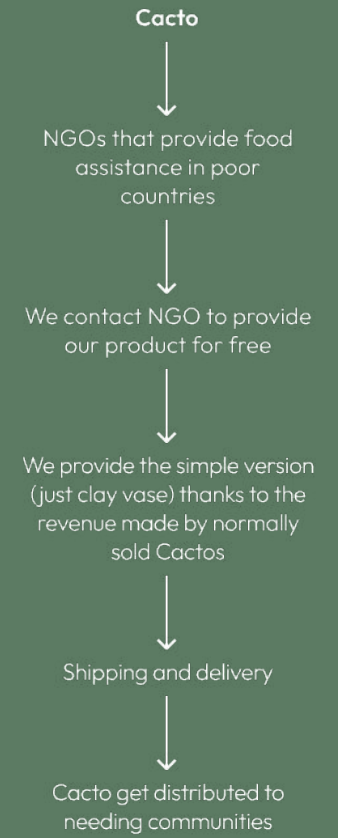 Cacto
NGOs that provide food
assistance in poor
countries
We contact NGO to provide
our product for free
We provide the simple version
(just clay vase) thanks to the
revenue made by normally
sold Cactos
Shipping and delivery
Cacto get distributed to
needing communities